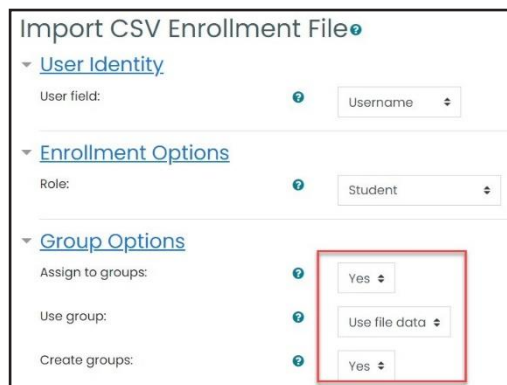 Import CSV Enrollment File
User Identity
User field: Username
Enrollment Options
Role: Student
Group Options
Assign to groups: Yes
Use group: Use file data
Create groups: Yes